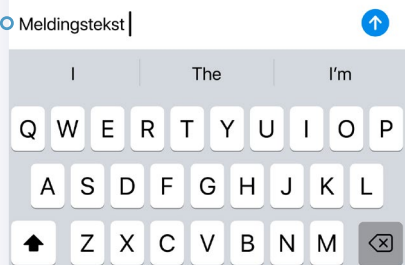 Meldingstekst
I The I'm
Q W E R T Y U I O P
A S D F G H J K L
Z X C V B N M